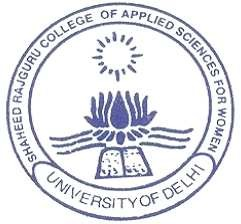 SHAHEED RAJGURU COLLEGE OF APPLIED SCIENCES FOR WOMEN
UNIVERSITY OF DELHI